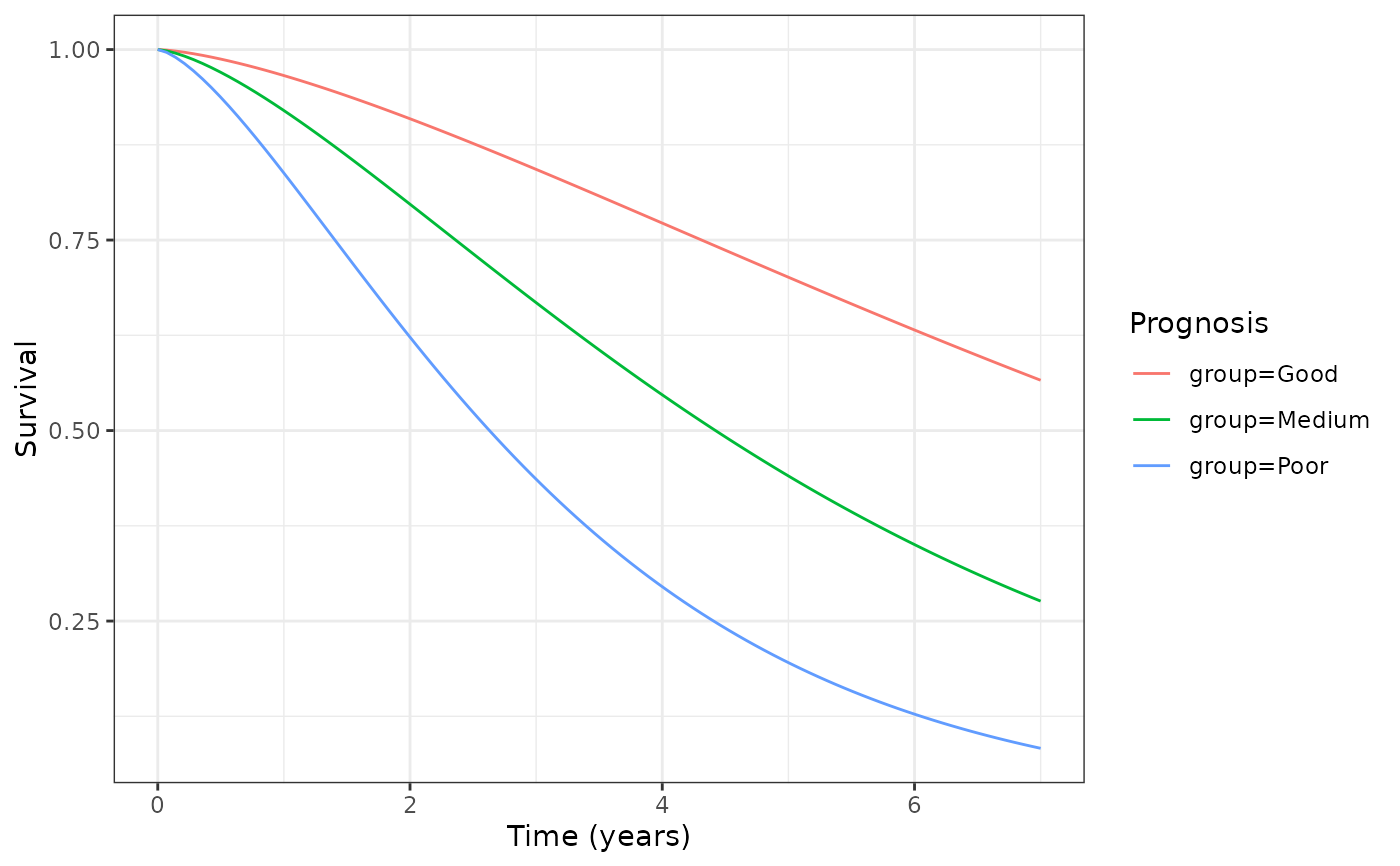 1.00
0.75
0.50
0.25
Survival
0
2
4
6
Time (years)
Prognosis
group=Good
group=Medium
group=Poor